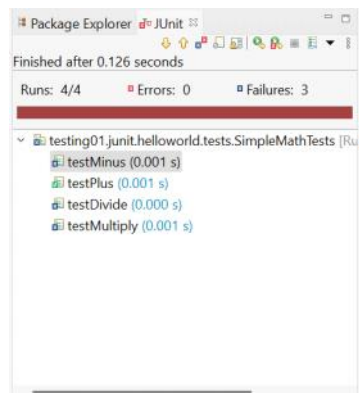 Package Explorer JUnit
Finished after 0.126 seconds
Runs: 4/4 Errors: 0 Failures: 3
testing01.junit.helloworld.tests.SimpleMathTests [Ru
testMinus (0.001 s)
testPlus (0.001 s)
testDivide (0.000 s)
testMultiply (0.001 s)